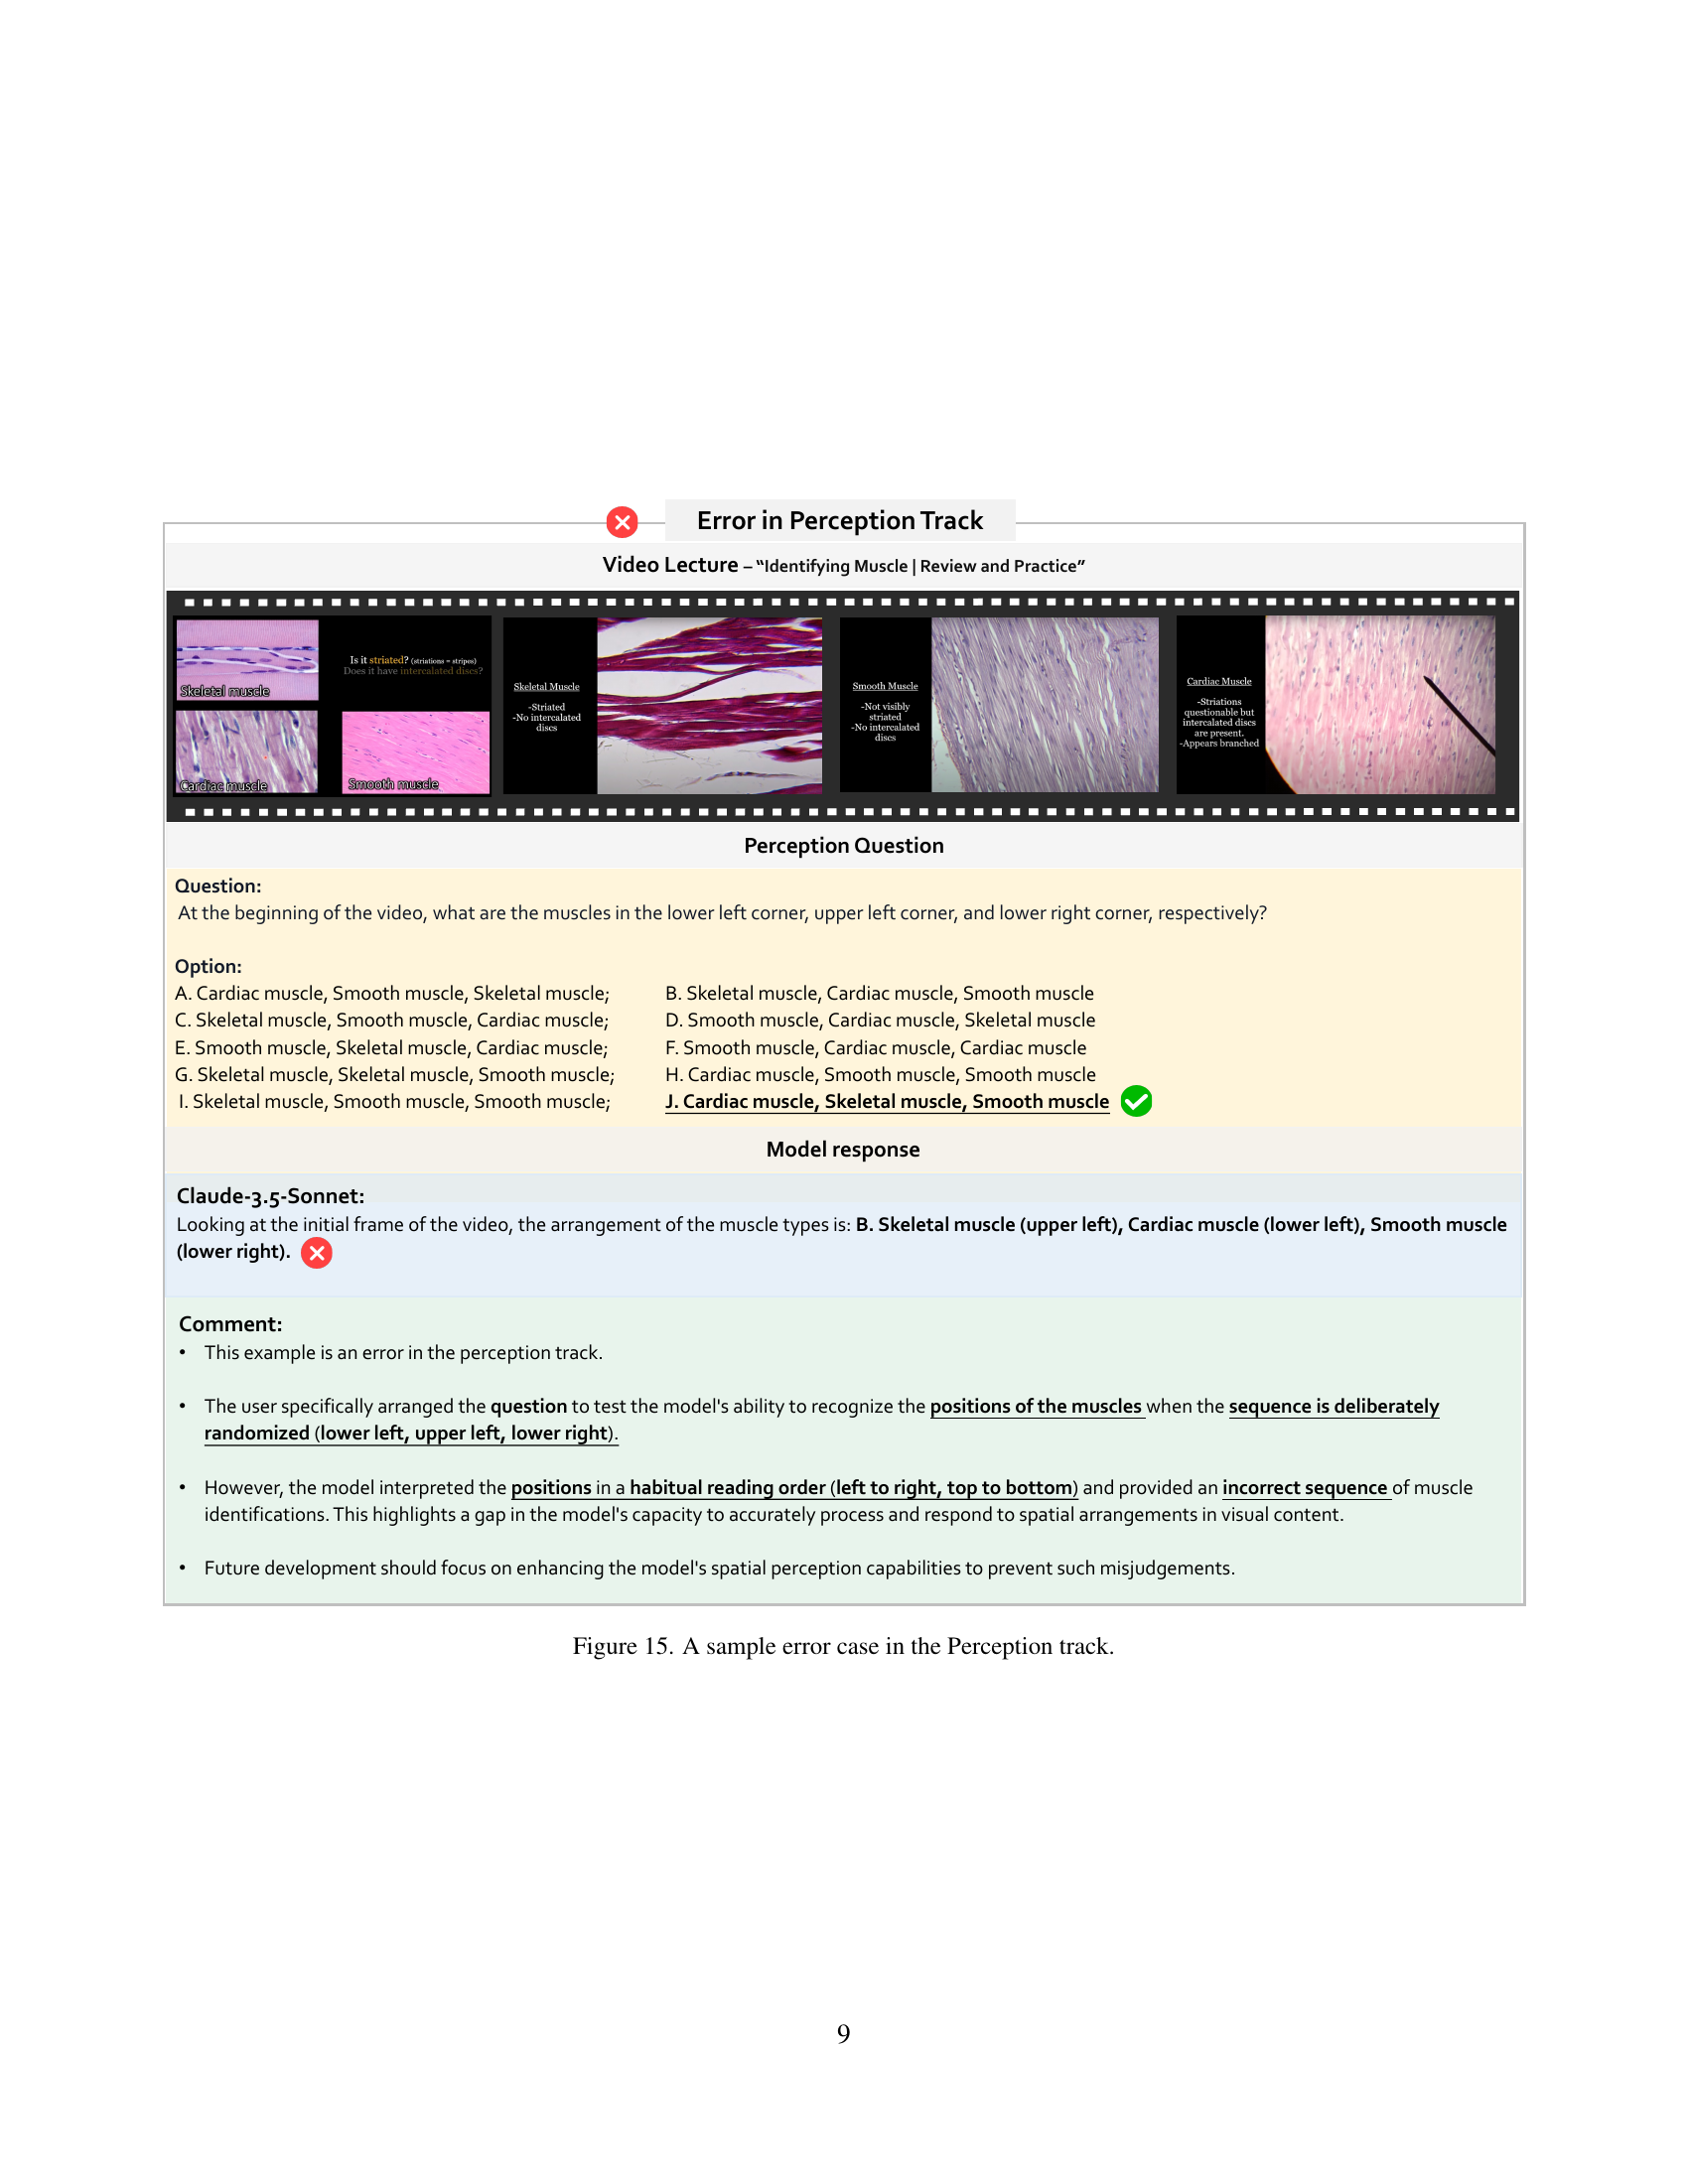 Error in Perception Track
Video Lecture – “Identifying Muscle | Review and Practice”
Skeletal muscle
Is it striated? (striations = stripes)
Does it have intercalated discs?
Cardiac muscle
Smooth muscle
Skeletal Muscle
-Striated
-No intercalated
discs
Smooth Muscle
-Not visibly
striated
-No intercalated
discs
Cardiac Muscle
-Striations
questionable but
intercalated discs
are present.
-Appears branched
Perception Question
Question:
At the beginning of the video, what are the muscles in the lower left corner, upper left corner, and lower right corner, respectively?
Option:
A. Cardiac muscle, Smooth muscle, Skeletal muscle; B. Skeletal muscle, Cardiac muscle, Smooth muscle
C. Skeletal muscle, Smooth muscle, Cardiac muscle; D. Smooth muscle, Cardiac muscle, Skeletal muscle
E. Smooth muscle, Skeletal muscle, Cardiac muscle; F. Smooth muscle, Cardiac muscle, Cardiac muscle
G. Skeletal muscle, Skeletal muscle, Smooth muscle; H. Cardiac muscle, Smooth muscle, Smooth muscle
I. Skeletal muscle, Smooth muscle, Smooth muscle; J. Cardiac muscle, Skeletal muscle, Smooth muscle
Model response
Claude-3.5-Sonnet:
Looking at the initial frame of the video, the arrangement of the muscle types is: B. Skeletal muscle (upper left), Cardiac muscle (lower left), Smooth muscle
(lower right).
Comment:
• This example is an error in the perception track.
• The user specifically arranged the question to test the model's ability to recognize the positions of the muscles when the sequence is deliberately
randomized (lower left, upper left, lower right).
• However, the model interpreted the positions in a habitual reading order (left to right, top to bottom) and provided an incorrect sequence of muscle
identifications. This highlights a gap in the model's capacity to accurately process and respond to spatial arrangements in visual content.
• Future development should focus on enhancing the model's spatial perception capabilities to prevent such misjudgements.
Figure 15. A sample error case in the Perception track.
9